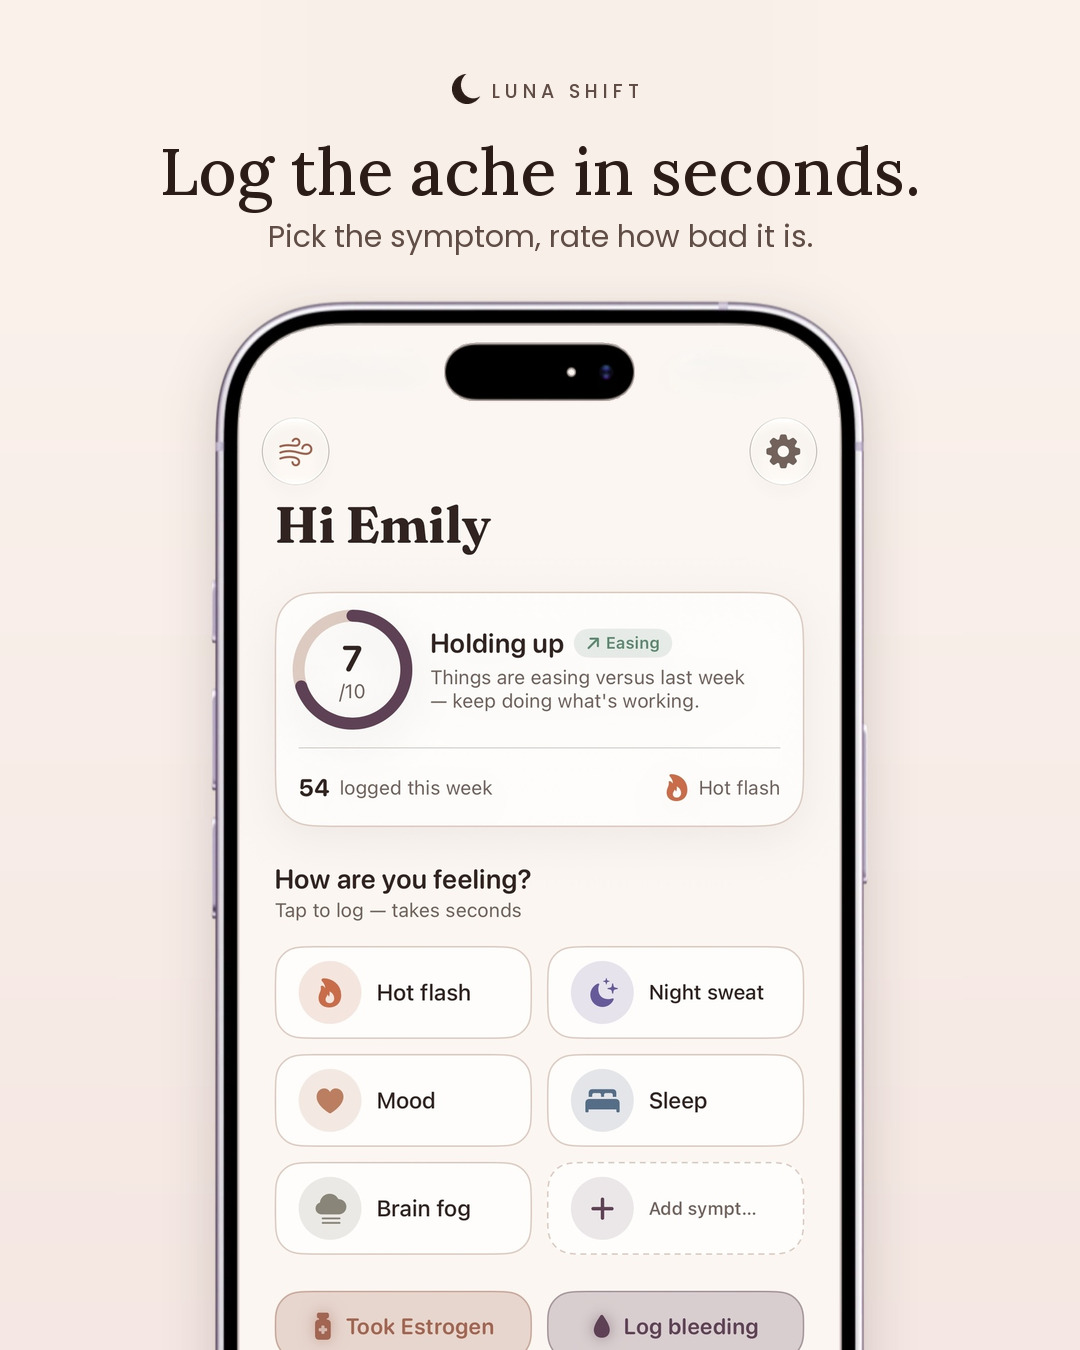 LUNA SHIFT
Log the ache in seconds.
Pick the symptom, rate how bad it is.
Hi Emily
7
/10
Holding up
Easing
Things are easing versus last week
— keep doing what's working.
54 logged this week
Hot flash
How are you feeling?
Tap to log — takes seconds
Hot flash
Night sweat
Mood
Sleep
Brain fog
Add sympt...
Took Estrogen
Log bleeding